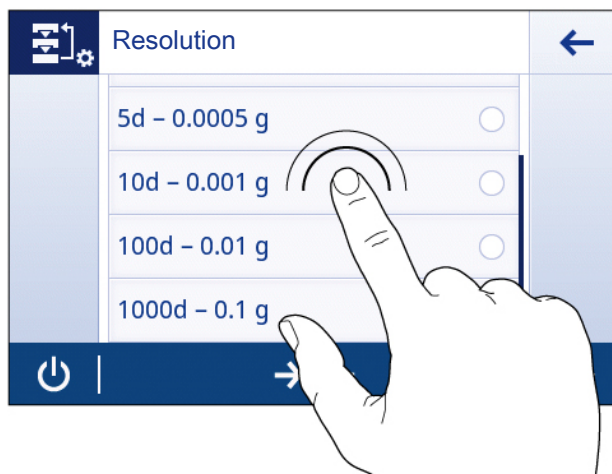 Resolution
5d – 0.0005 g
10d – 0.001 g
100d – 0.01 g
1000d – 0.1 g